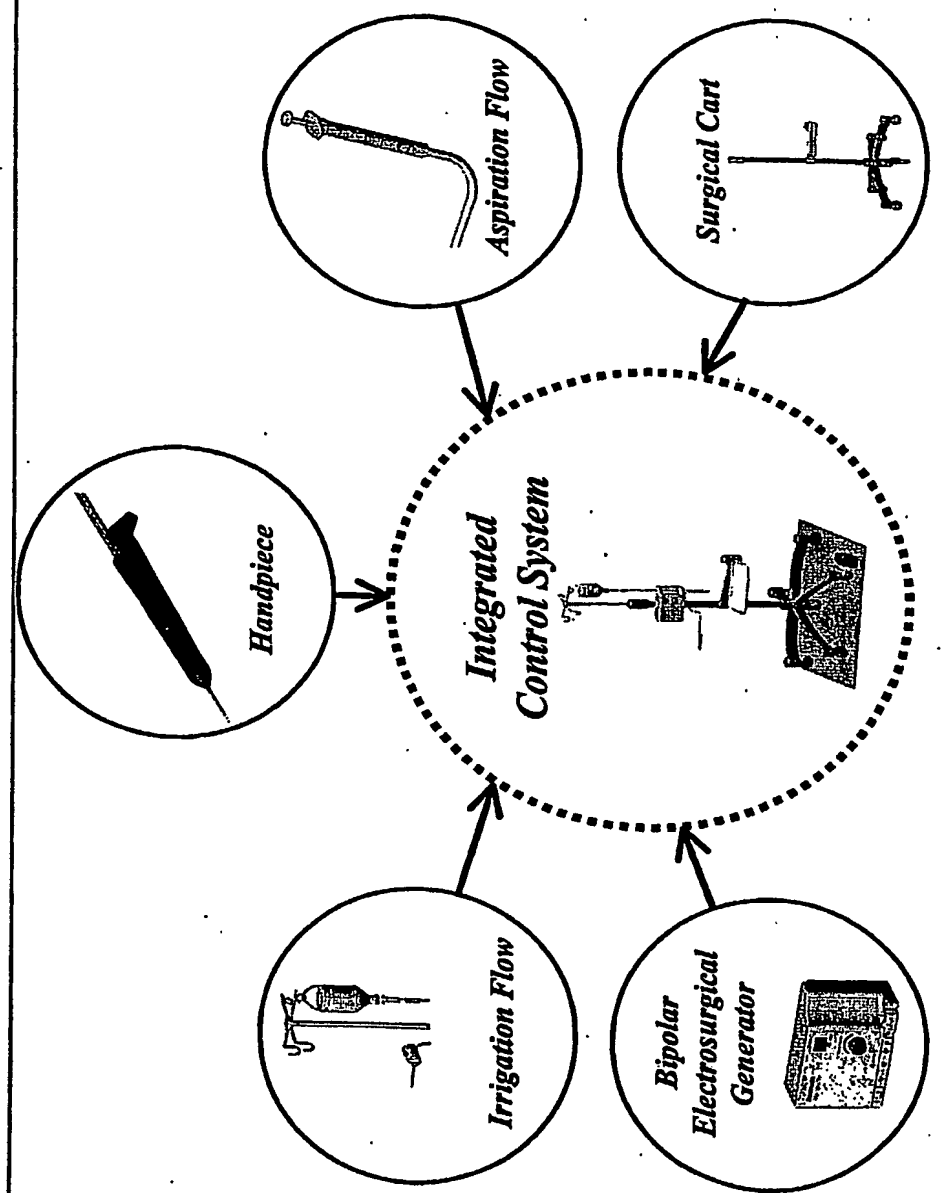 Handpiece
Irrigation Flow
Aspiration Flow
Integrated
Control System
Bipolar
Electrosurgical
Generator
Surgical Cart